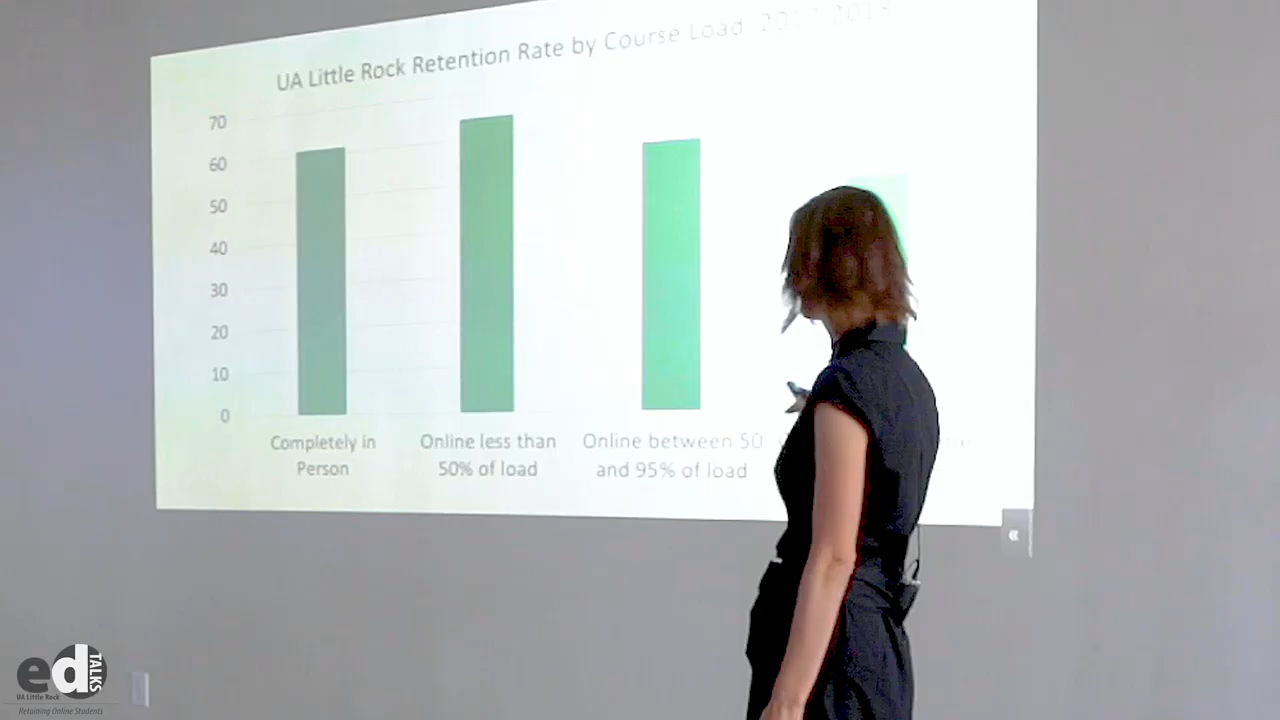 UA Little Rock Retention Rate by Course Load 2017-2018
70
60
50
40
30
20
10
0
Completely in
Person
Online less than
50% of load
Online between 50
and 95% of load
ed TALKS
UA Little Rock
Retaining Online Students